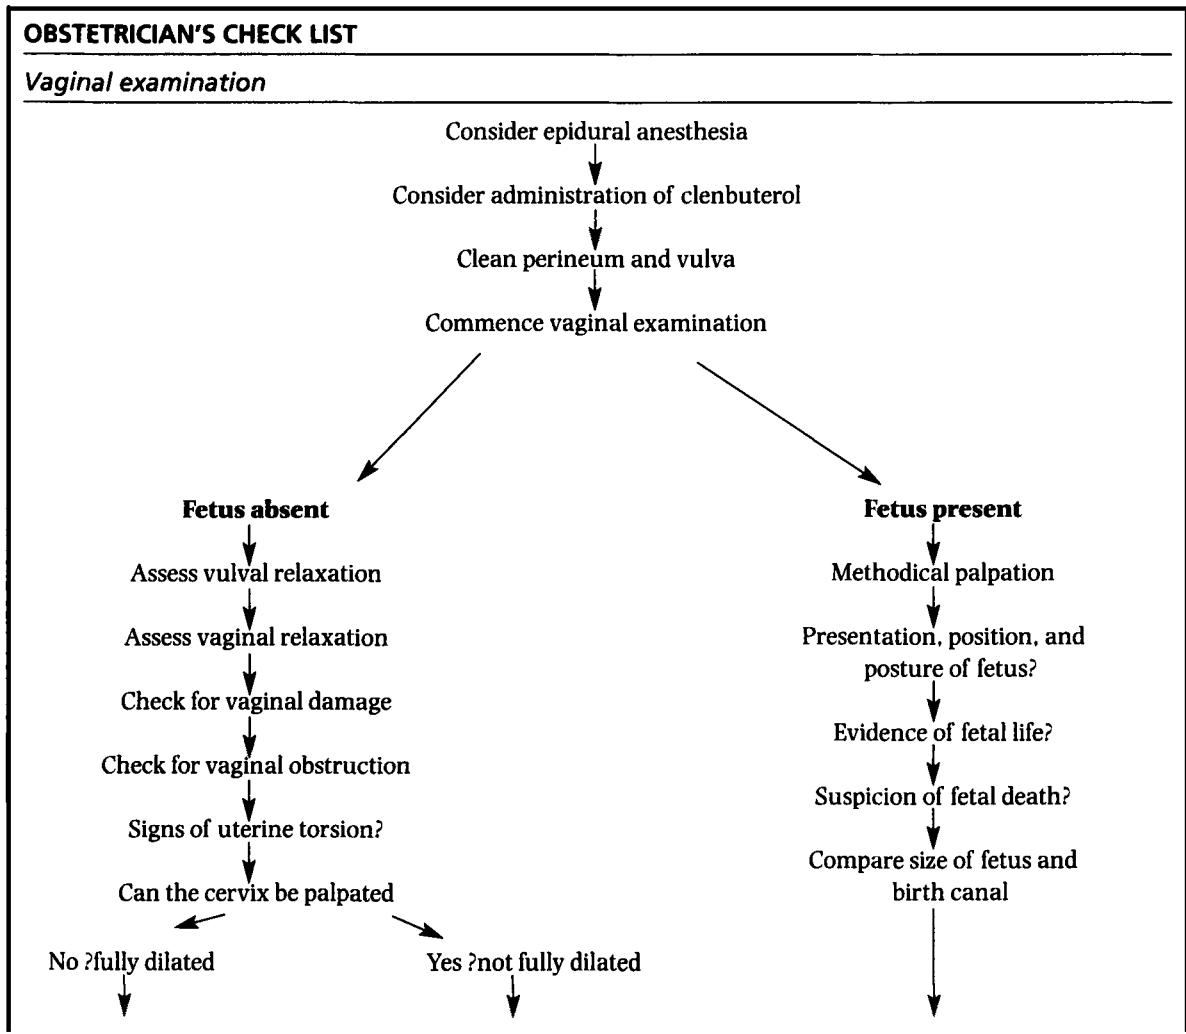 OBSTETRICIAN'S CHECK LIST
Vaginal examination
Consider epidural anesthesia
Consider administration of clenbuterol
Clean perineum and vulva
Commence vaginal examination
Fetus absent
Assess vulval relaxation
Assess vaginal relaxation
Check for vaginal damage
Check for vaginal obstruction
Signs of uterine torsion?
Can the cervix be palpated
No ?fully dilated
Yes ?not fully dilated
Fetus present
Methodical palpation
Presentation, position, and
posture of fetus?
Evidence of fetal life?
Suspicion of fetal death?
Compare size of fetus and
birth canal